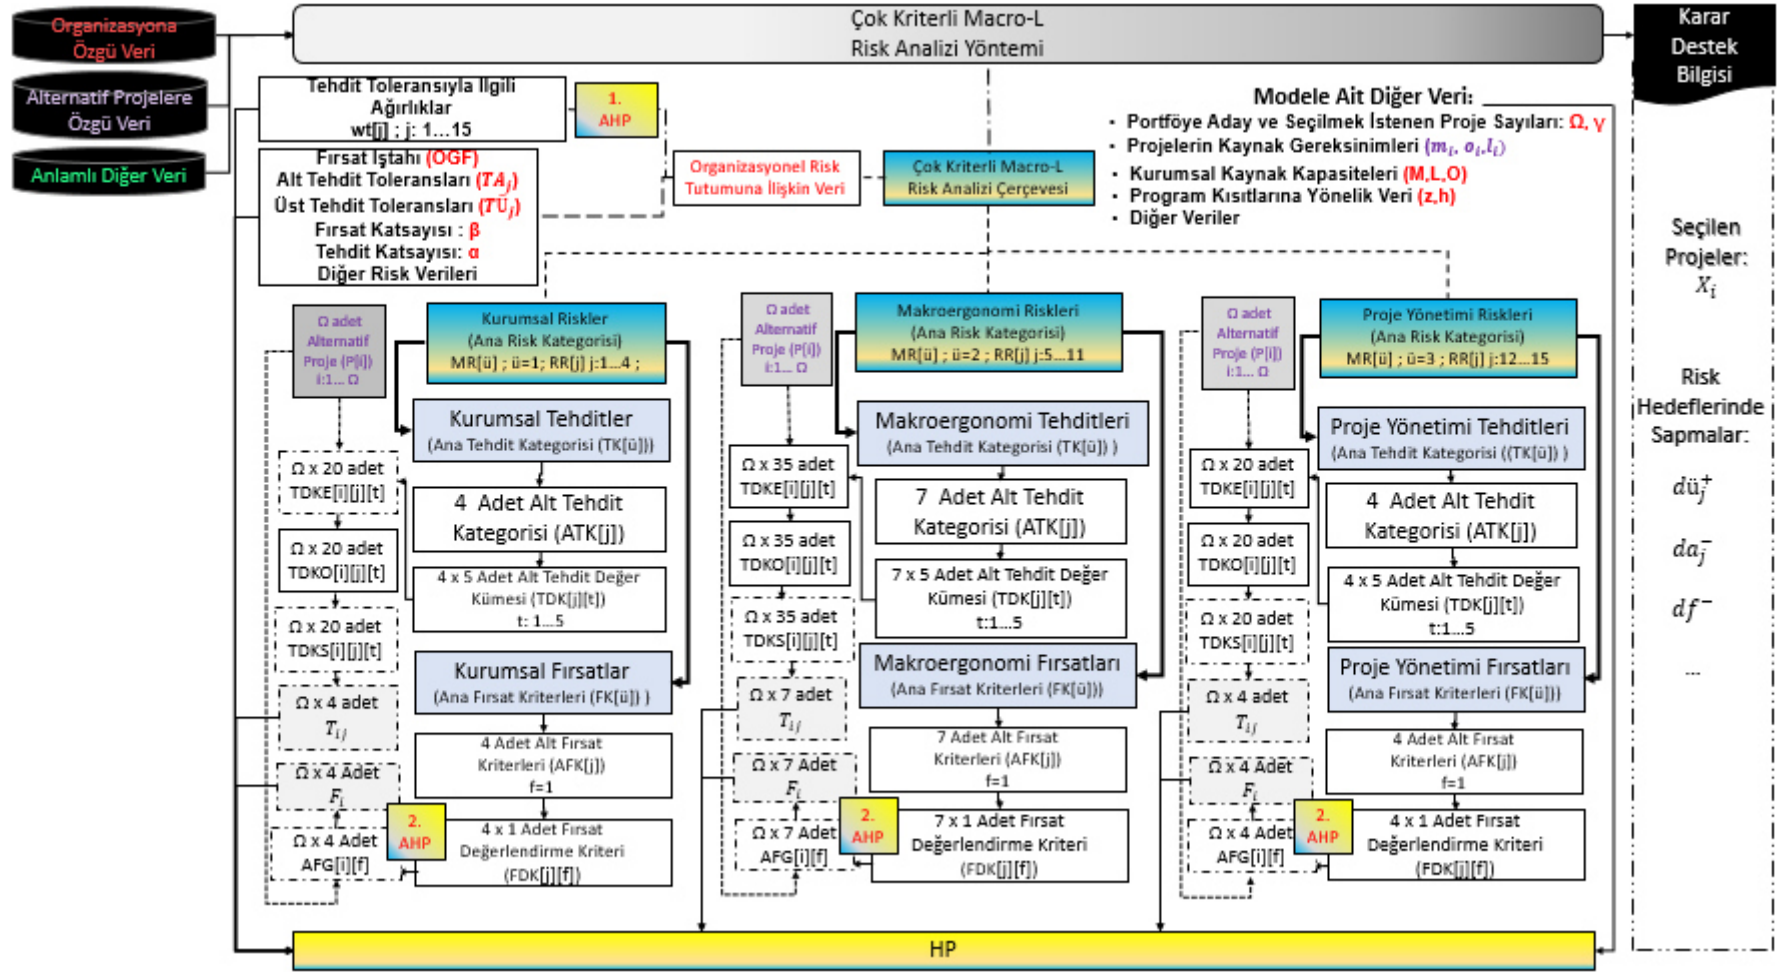 Organizasyona
Özgü Veri
Alternatif Projelere
Özgü Veri
Anlamlı Diğer Veri
Çok Kriterli Macro-L
Risk Analizi Yöntemi
Karar
Destek
Bilgisi
Tehdit Toleransıyla İlgili
Ağırlıklar
wt[j] ; j: 1...15
1.
AHP
Fırsat İştahı (OGF)
Alt Tehdit Toleransları (TA_j)
Üst Tehdit Toleransları (TÜ_j)
Fırsat Katsayısı : β
Tehdit Katsayısı: α
Diğer Risk Verileri
Organizasyonel Risk
Tutumuna İlişkin Veri
Çok Kriterli Macro-L
Risk Analizi Çerçevesi
Modele Ait Diğer Veri:
• Portföye Aday ve Seçilmek İstenen Proje Sayıları: Ω, γ
• Projelerin Kaynak Gereksinimleri (m_i, o_i, l_i)
• Kurumsal Kaynak Kapasiteleri (M,L,O)
• Program Kısıtlarına Yönelik Veri (z,h)
• Diğer Veriler
Ω adet
Alternatif
Proje (P[i])
i:1... Ω
Kurumsal Riskler
(Ana Risk Kategorisi)
MR[ü] ; ü=1; RR[j] j:1...4 ;
Kurumsal Tehditler
(Ana Tehdit Kategorisi (TK[ü]))
Ω x 20 adet
TDKE[i][j][t]
4 Adet Alt Tehdit
Kategorisi (ATK[j])
Ω x 20 adet
TDKO[i][j][t]
4 x 5 Adet Alt Tehdit Değer
Kümesi (TDK[j][t])
t: 1...5
Ω x 20 adet
TDKS[i][j][t]
Kurumsal Fırsatlar
(Ana Fırsat Kriterleri (FK[ü]) )
Ω x 4 adet
T_ij
4 Adet Alt Fırsat
Kriterleri (AFK[j])
f=1
Ω x 4 Adet
F_i
2.
AHP
Ω x 4 Adet
AFG[i][f]
4 x 1 Adet Fırsat
Değerlendirme Kriteri
(FDK[j][f])
Ω adet
Alternatif
Proje (P[i])
i:1... Ω
Makroergonomi Riskleri
(Ana Risk Kategorisi)
MR[ü] ; ü=2 ; RR[j] j:5...11
Makroergonomi Tehditleri
(Ana Tehdit Kategorisi (TK[ü]) )
Ω x 35 adet
TDKE[i][j][t]
7 Adet Alt Tehdit
Kategorisi (ATK[j])
Ω x 35 adet
TDKO[i][j][t]
7 x 5 Adet Alt Tehdit Değer
Kümesi (TDK[j][t])
t:1...5
Ω x 35 adet
TDKS[i][j][t]
Makroergonomi Fırsatları
(Ana Fırsat Kriterleri (FK[ü]))
Ω x 7 adet
T_ij
7 Adet Alt Fırsat
Kriterleri (AFK[j])
f=1
Ω x 7 Adet
F_i
2.
AHP
Ω x 7 Adet
AFG[i][f]
7 x 1 Adet Fırsat
Değerlendirme Kriteri
(FDK[j][f])
Ω adet
Alternatif
Proje (P[i])
i:1... Ω
Proje Yönetimi Riskleri
(Ana Risk Kategorisi)
MR[ü] ; ü=3 ; RR[j] j:12...15
Proje Yönetimi Tehditleri
(Ana Tehdit Kategorisi ((TK[ü]) )
Ω x 20 adet
TDKE[i][j][t]
4 Adet Alt Tehdit
Kategorisi (ATK[j])
Ω x 20 adet
TDKO[i][j][t]
4 x 5 Adet Alt Tehdit Değer
Kümesi (TDK[j][t])
t:1...5
Ω x 20 adet
TDKS[i][j][t]
Proje Yönetimi Fırsatları
(Ana Fırsat Kriterleri (FK[ü]))
Ω x 4 adet
T_ij
4 Adet Alt Fırsat
Kriterleri (AFK[j])
f=1
Ω x 4 Adet
F_i
2.
AHP
Ω x 4 Adet
AFG[i][f]
4 x 1 Adet Fırsat
Değerlendirme Kriteri
(FDK[j][f])
Seçilen
Projeler:
X_i
Risk
Hedeflerinde
Sapmalar:
dü_j^+
da_j^-
df^-
...
HP